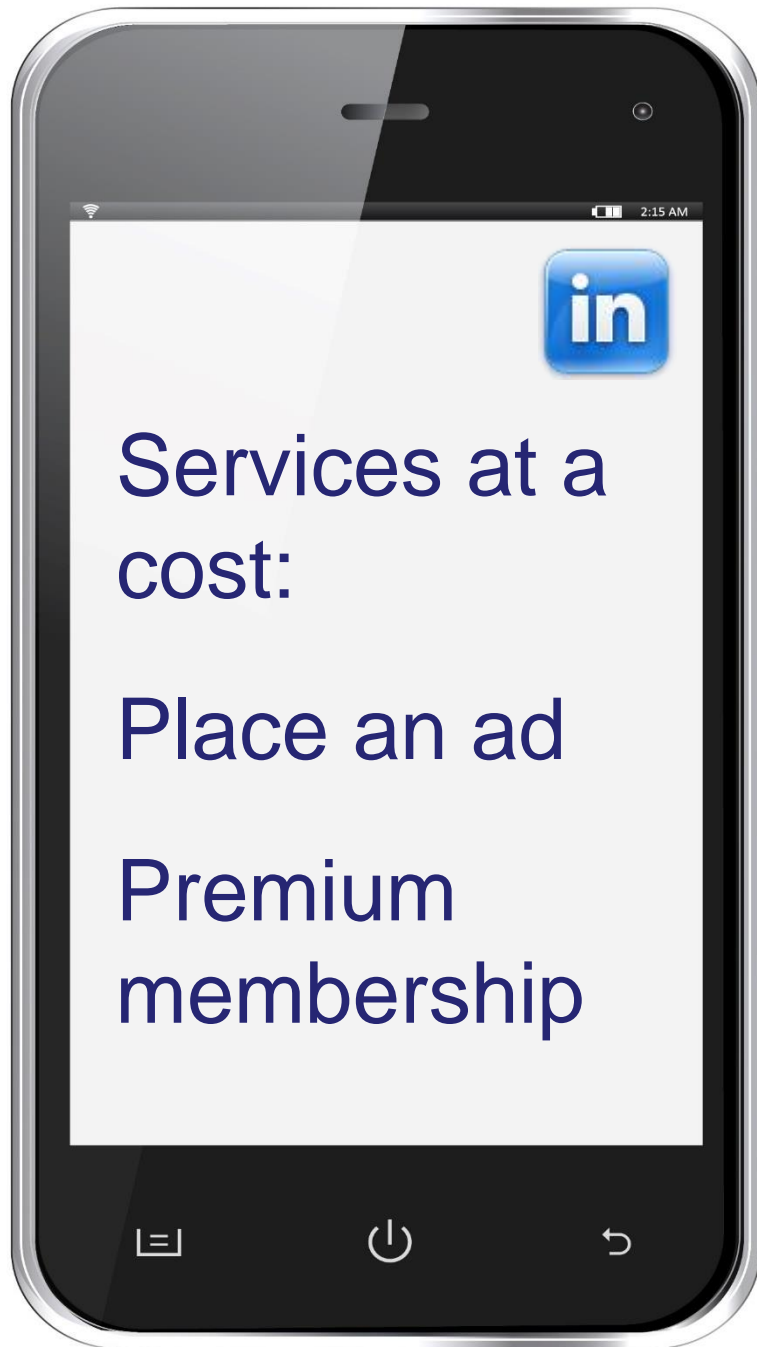 2:15 AM
in
Services at a
cost:
Place an ad
Premium
membership